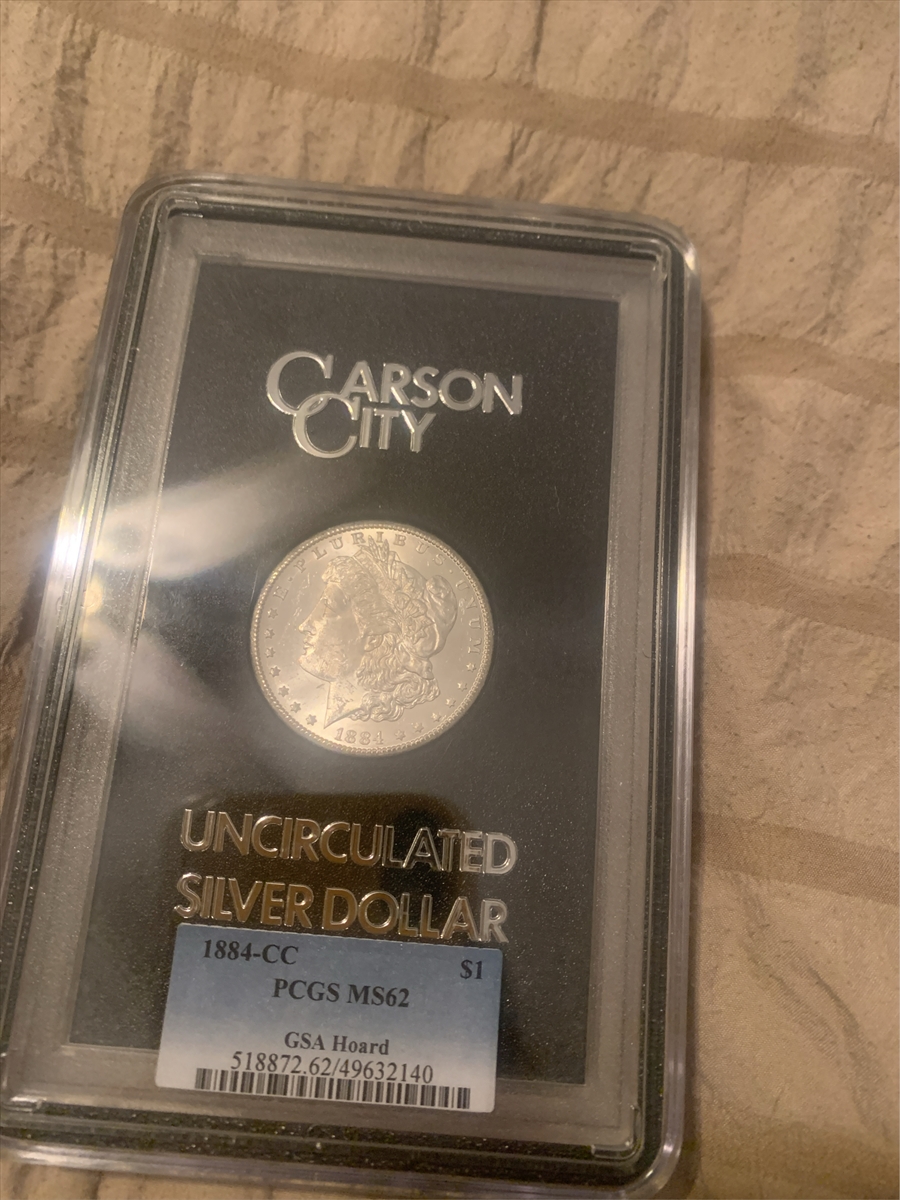 CARSON
CITY
E·PLURIBUS·UNUM
1884
UNCIRCULATED
SILVER DOLLAR
1884-CC
$1
PCGS MS62
GSA Hoard
518872.62/49632140